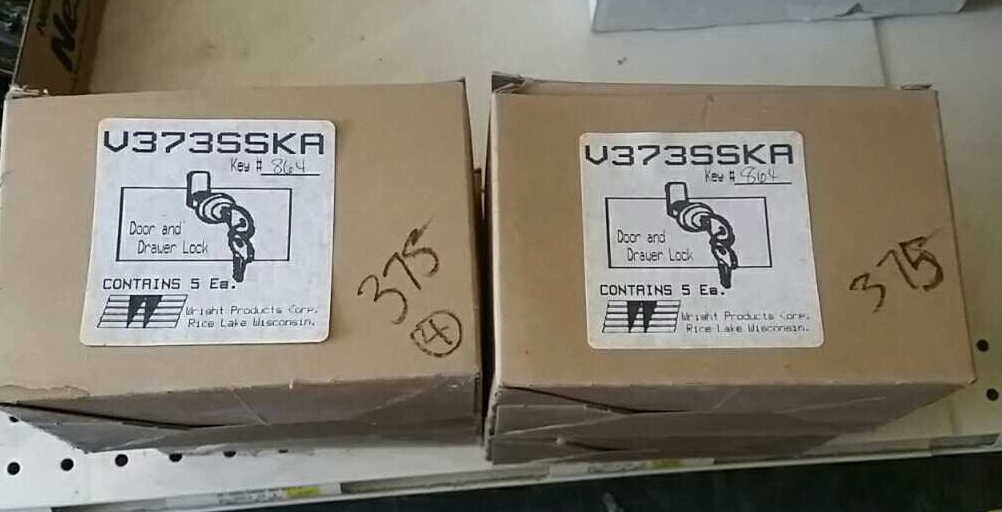 Ne
V373SSKA
Key # 864
Door and
Drawer Lock
CONTAINS 5 Ea.
Wright Products Corp.
Rice Lake Wisconsin.
375
4
V373SSKA
Key # 864
Door and
Drawer Lock
CONTAINS 5 Ea.
Wright Products Corp.
Rice Lake Wisconsin.
375